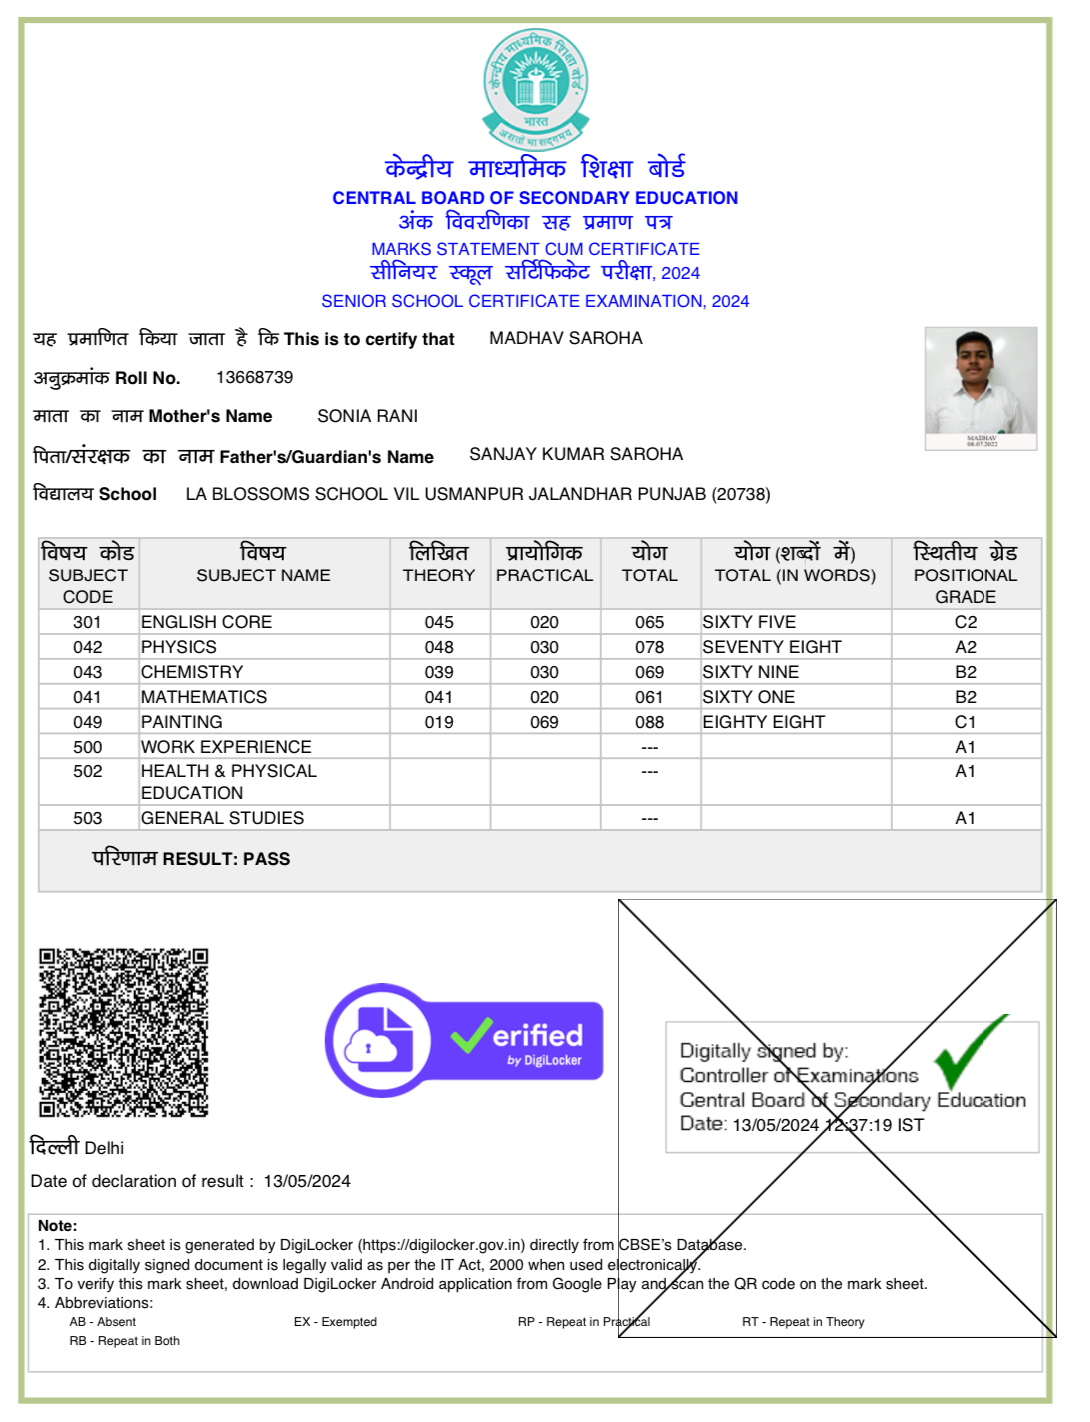 केन्द्रीय माध्यमिक शिक्षा बोर्ड
भारत
असतो मा सद्गमय
केन्द्रीय माध्यमिक शिक्षा बोर्ड
CENTRAL BOARD OF SECONDARY EDUCATION
अंक विवरणिका सह प्रमाण पत्र
MARKS STATEMENT CUM CERTIFICATE
सीनियर स्कूल सर्टिफिकेट परीक्षा, 2024
SENIOR SCHOOL CERTIFICATE EXAMINATION, 2024
यह प्रमाणित किया जाता है कि This is to certify that MADHAV SAROHA
अनुक्रमांक Roll No. 13668739
माता का नाम Mother's Name SONIA RANI
पिता/संरक्षक का नाम Father's/Guardian's Name SANJAY KUMAR SAROHA
विद्यालय School LA BLOSSOMS SCHOOL VIL USMANPUR JALANDHAR PUNJAB (20738)
MADHAV
08.07.2022
विषय कोड विषय लिखित प्रायोगिक योग योग (शब्दों में) स्थितीय ग्रेड
SUBJECT SUBJECT NAME THEORY PRACTICAL TOTAL TOTAL (IN WORDS) POSITIONAL
CODE GRADE
301 ENGLISH CORE 045 020 065 SIXTY FIVE C2
042 PHYSICS 048 030 078 SEVENTY EIGHT A2
043 CHEMISTRY 039 030 069 SIXTY NINE B2
041 MATHEMATICS 041 020 061 SIXTY ONE B2
049 PAINTING 019 069 088 EIGHTY EIGHT C1
500 WORK EXPERIENCE --- A1
502 HEALTH & PHYSICAL --- A1
EDUCATION
503 GENERAL STUDIES --- A1
परिणाम RESULT: PASS
erified
by DigiLocker
Digitally signed by:
Controller of Examinations
Central Board of Secondary Education
Date: 13/05/2024 12:37:19 IST
दिल्ली Delhi
Date of declaration of result : 13/05/2024
Note:
1. This mark sheet is generated by DigiLocker (https://digilocker.gov.in) directly from CBSE's Database.
2. This digitally signed document is legally valid as per the IT Act, 2000 when used electronically.
3. To verify this mark sheet, download DigiLocker Android application from Google Play and scan the QR code on the mark sheet.
4. Abbreviations:
AB - Absent EX - Exempted RP - Repeat in Practical RT - Repeat in Theory
RB - Repeat in Both